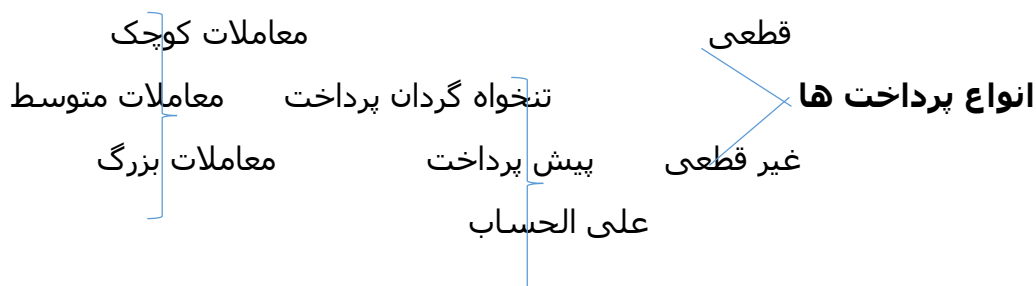 قطعی معاملات کوچک
انواع پرداخت ها تنخواه گردان پرداخت معاملات متوسط
غیر قطعی پیش پرداخت معاملات بزرگ
علی الحساب